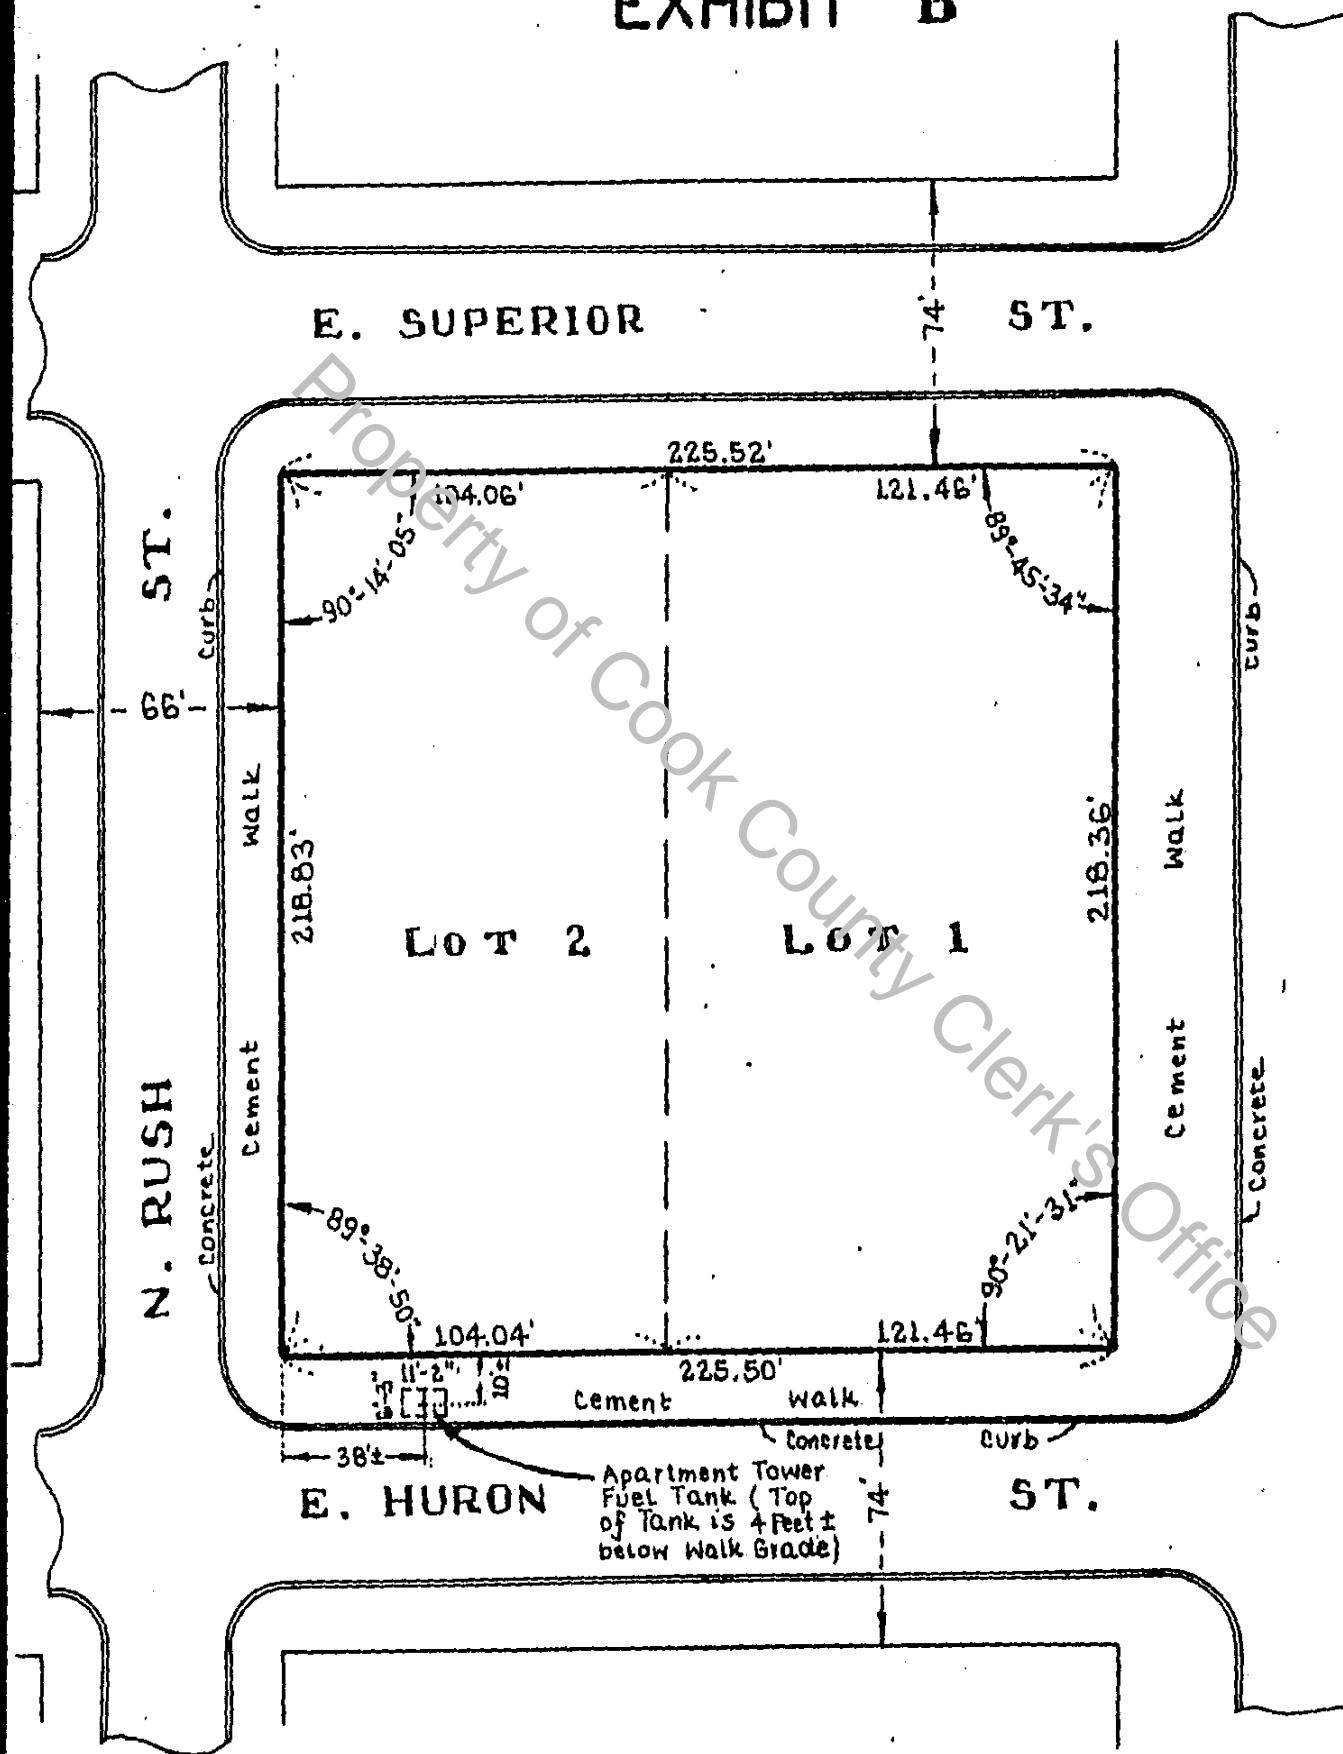 EXHIBIT B
E. SUPERIOR ST.
74'
225.52'
104.06'
121.46'
90°-14'-05"
89°-45'-34"
N. RUSH ST.
Curb
Curb
66'
Walk
Walk
218.83'
218.36'
LOT 2
LOT 1
Cement
Cement
Concrete
Concrete
89°-38'-50"
90°-21'-31"
104.04'
121.46'
225.50'
11'-2"
Cement Walk
Concrete Curb
38'±
Apartment Tower
Fuel Tank (Top
of Tank is 4 Feet ±
below Walk Grade)
74'
E. HURON ST.
Property of Cook County Clerk's Office